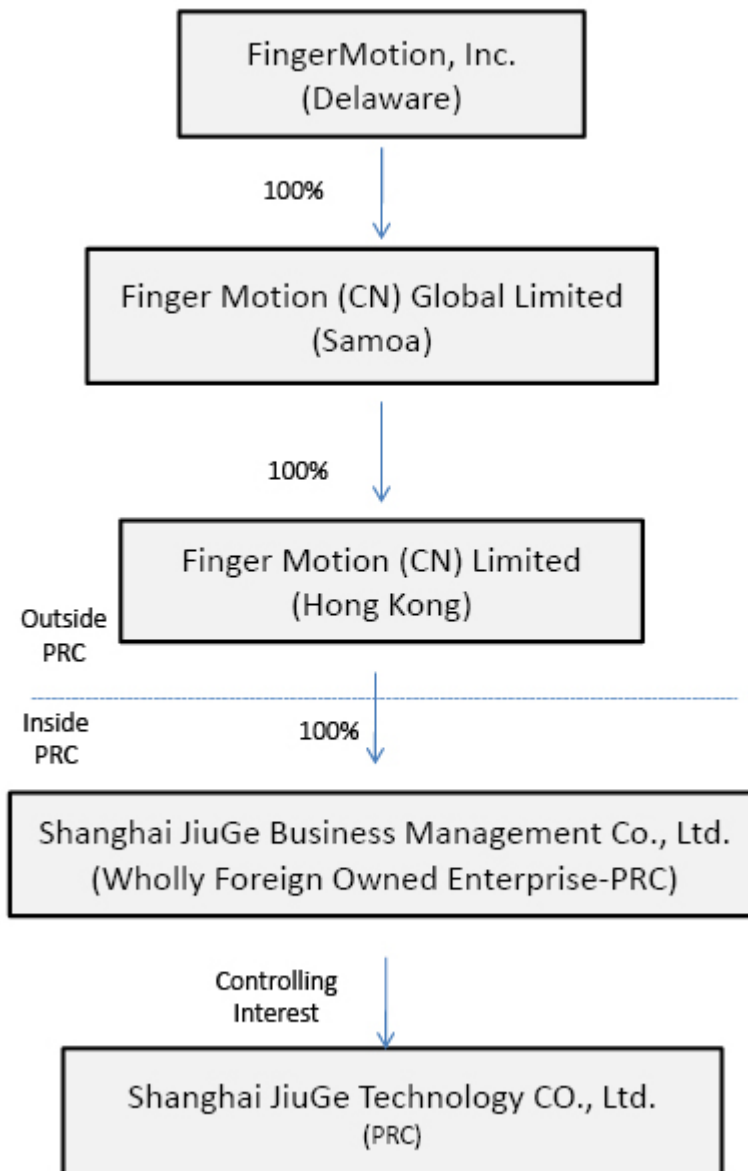 FingerMotion, Inc.
(Delaware)
100%
Finger Motion (CN) Global Limited
(Samoa)
100%
Finger Motion (CN) Limited
(Hong Kong)
Outside
PRC
Inside
PRC
100%
Shanghai JiuGe Business Management Co., Ltd.
(Wholly Foreign Owned Enterprise-PRC)
Controlling
Interest
Shanghai JiuGe Technology CO., Ltd.
(PRC)